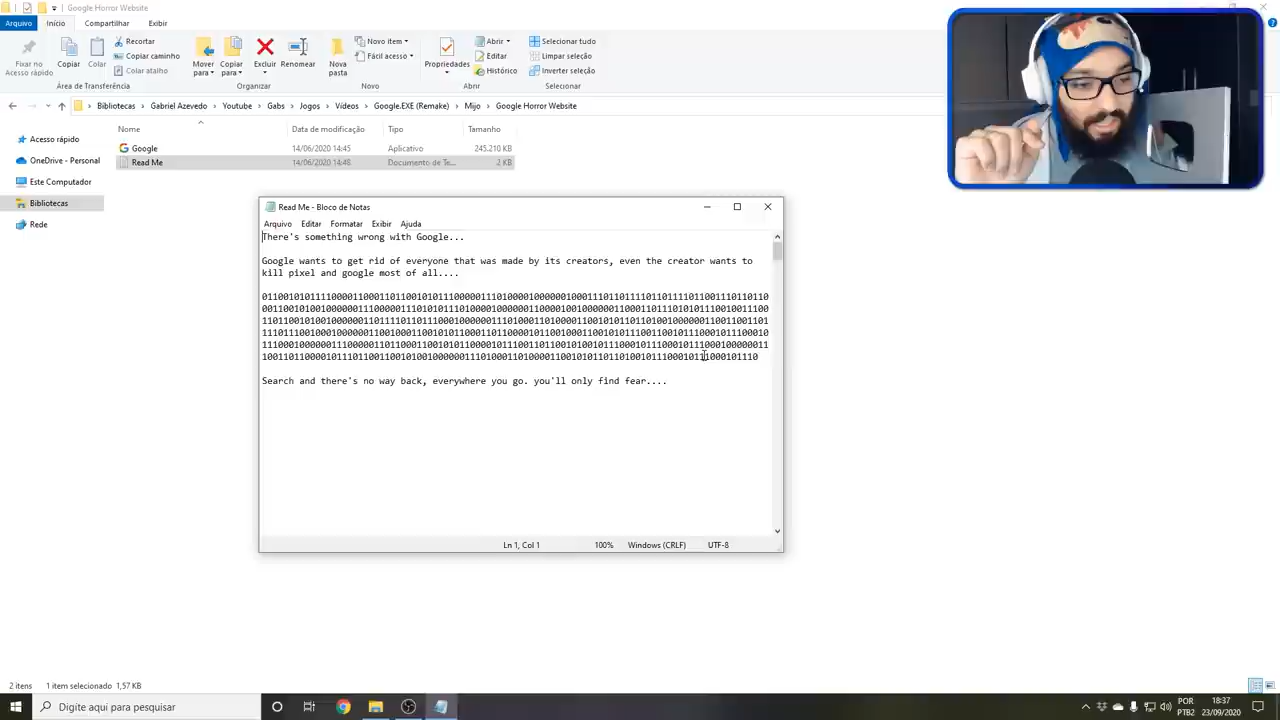 Google Horror Website
Arquivo
Início
Compartilhar
Exibir
Fixar no
Acesso rápido
Copiar
Colar
Recortar
Copiar caminho
Colar atalho
Mover
para
Copiar
para
Excluir
Renomear
Nova
pasta
Novo item
Fácil acesso
Propriedades
Abrir
Editar
Histórico
Selecionar tudo
Limpar seleção
Inverter seleção
Área de Transferência
Organizar
Novo
Abrir
Selecionar
Bibliotecas
Gabriel Azevedo
Youtube
Gabs
Jogos
Vídeos
Google.EXE (Remake)
Mijo
Google Horror Website
Acesso rápido
OneDrive - Personal
Este Computador
Bibliotecas
Rede
Nome
Data de modificação
Tipo
Tamanho
Google
14/06/2020 14:45
Aplicativo
245.210 KB
Read Me
14/06/2020 14:48
Documento de Te...
2 KB
Read Me - Bloco de Notas
Arquivo
Editar
Formatar
Exibir
Ajuda
There's something wrong with Google...
Google wants to get rid of everyone that was made by its creators, even the creator wants to
kill pixel and google most of all....
Search and there's no way back, everywhere you go. you'll only find fear....
Ln 1, Col 1
100%
Windows (CRLF)
UTF-8
2 itens
1 item selecionado 1,57 KB
Digite aqui para pesquisar
POR
PTB2
18:37
23/09/2020